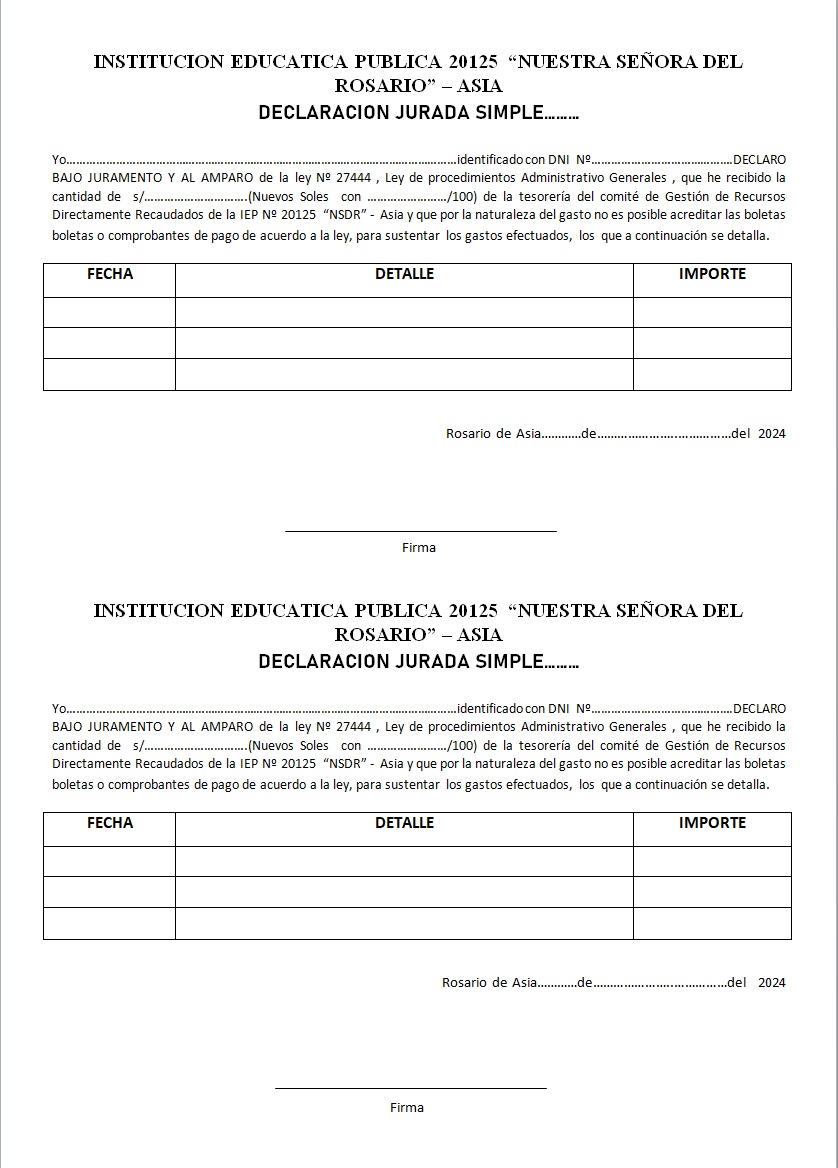 INSTITUCION EDUCATICA PUBLICA 20125 “NUESTRA SEÑORA DEL
ROSARIO” – ASIA
DECLARACION JURADA SIMPLE………
Yo………………………………………………………………………………………………………identificado con DNI Nº……………………………………DECLARO
BAJO JURAMENTO Y AL AMPARO de la ley Nº 27444 , Ley de procedimientos Administrativo Generales , que he recibido la
cantidad de s/………………………….(Nuevos Soles con ……………………/100) de la tesorería del comité de Gestión de Recursos
Directamente Recaudados de la IEP Nº 20125 “NSDR” - Asia y que por la naturaleza del gasto no es posible acreditar las boletas
boletas o comprobantes de pago de acuerdo a la ley, para sustentar los gastos efectuados, los que a continuación se detalla.
FECHA DETALLE IMPORTE
Rosario de Asia…………de…………………………………del 2024
Firma
INSTITUCION EDUCATICA PUBLICA 20125 “NUESTRA SEÑORA DEL
ROSARIO” – ASIA
DECLARACION JURADA SIMPLE………
Yo………………………………………………………………………………………………………identificado con DNI Nº……………………………………DECLARO
BAJO JURAMENTO Y AL AMPARO de la ley Nº 27444 , Ley de procedimientos Administrativo Generales , que he recibido la
cantidad de s/………………………….(Nuevos Soles con ……………………/100) de la tesorería del comité de Gestión de Recursos
Directamente Recaudados de la IEP Nº 20125 “NSDR” - Asia y que por la naturaleza del gasto no es posible acreditar las boletas
boletas o comprobantes de pago de acuerdo a la ley, para sustentar los gastos efectuados, los que a continuación se detalla.
FECHA DETALLE IMPORTE
Rosario de Asia…………de…………………………………del 2024
Firma